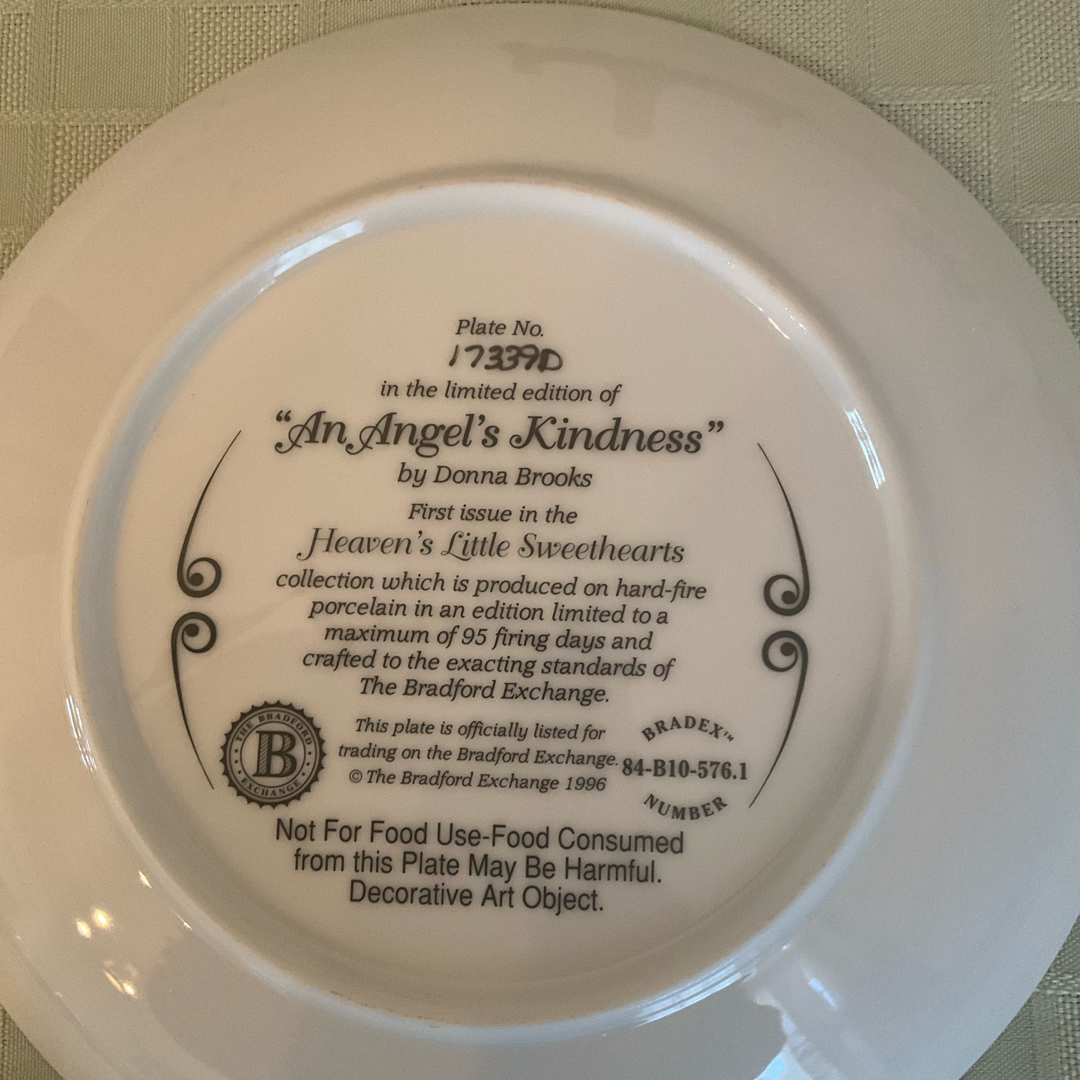 Plate No.
17339D
in the limited edition of
“An Angel’s Kindness”
by Donna Brooks
First issue in the
Heaven’s Little Sweethearts
collection which is produced on hard-fire
porcelain in an edition limited to a
maximum of 95 firing days and
crafted to the exacting standards of
The Bradford Exchange.
THE BRADFORD
B
EXCHANGE
This plate is officially listed for
trading on the Bradford Exchange.
© The Bradford Exchange 1996
BRADEX™
84-B10-576.1
NUMBER
Not For Food Use-Food Consumed
from this Plate May Be Harmful.
Decorative Art Object.